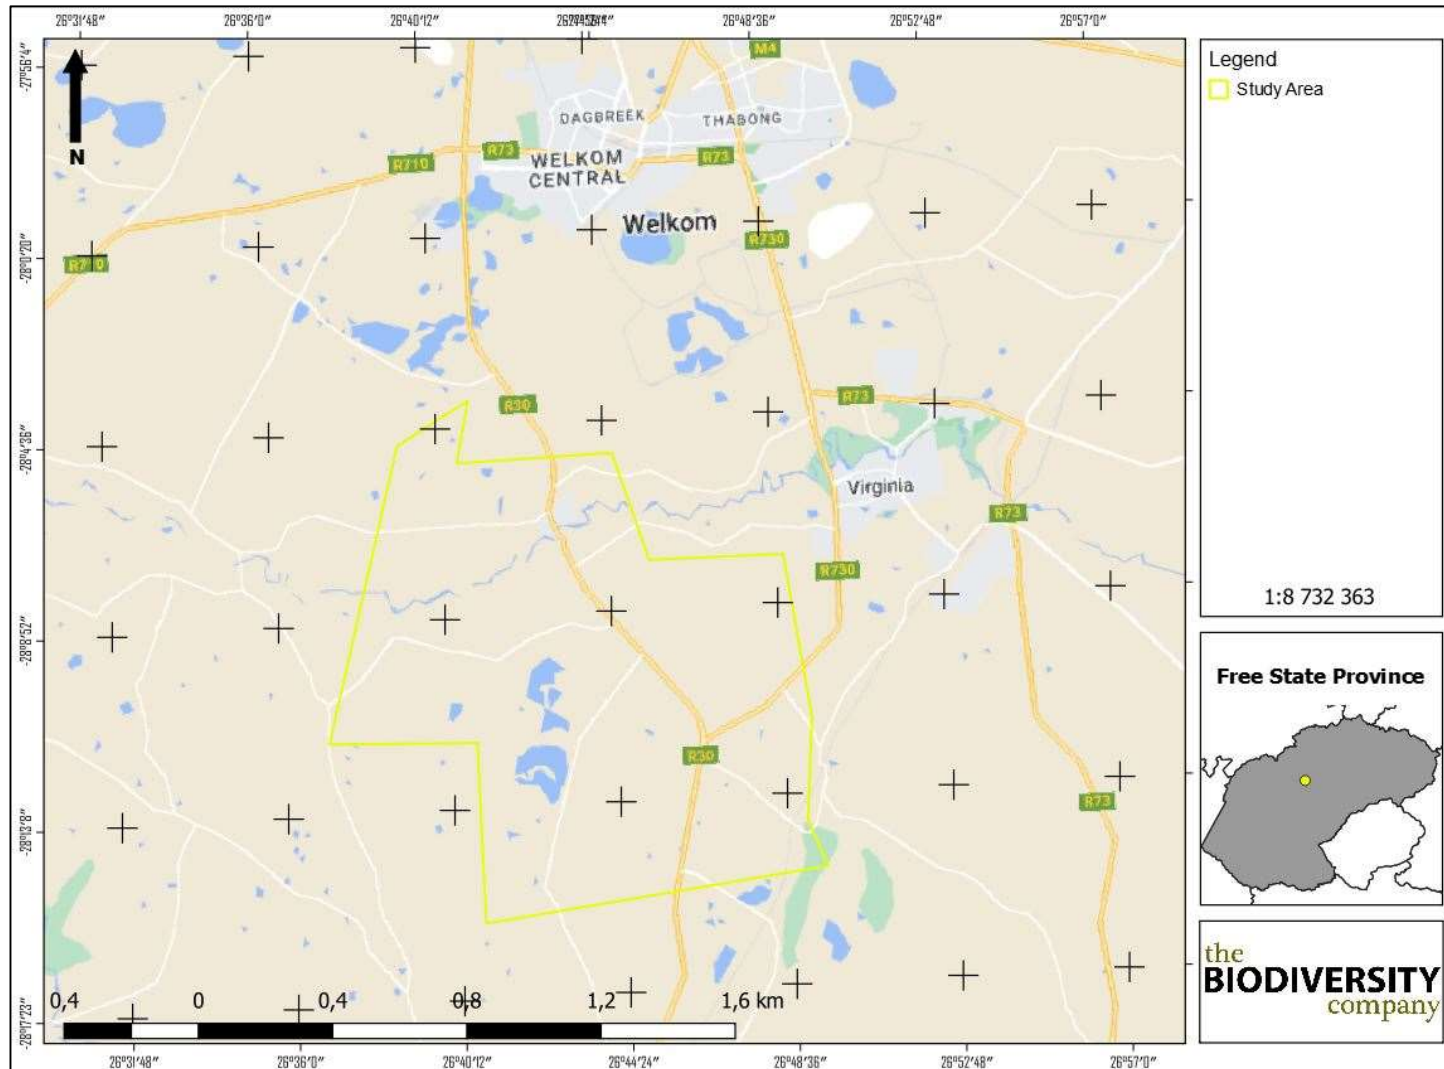 26°31'48"
26°36'0"
26°40'12"
26°48'36"
26°52'48"
26°57'0"
-27°56'4"
-28°0'20"
-28°4'36"
-28°8'52"
-28°13'8"
-28°17'23"
N
M4
DAGBREEK
THABONG
R73
R73
R710
WELKOM
CENTRAL
Welkom
R730
R710
R30
R73
Virginia
R73
R730
R30
R73
0,4
0
0,4
0,8
1,2
1,6 km
26°31'48"
26°36'0"
26°40'12"
26°44'24"
26°48'36"
26°52'48"
26°57'0"
Legend
Study Area
1:8 732 363
Free State Province
the
BIODIVERSITY
company